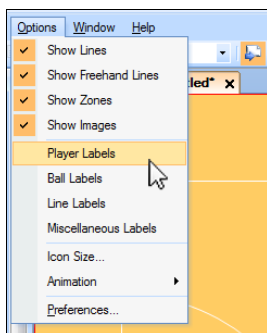 Options Window Help
Show Lines
Show Freehand Lines
Show Zones
tled* x
Show Images
Player Labels
Ball Labels
Line Labels
Miscellaneous Labels
Icon Size...
Animation
Preferences...